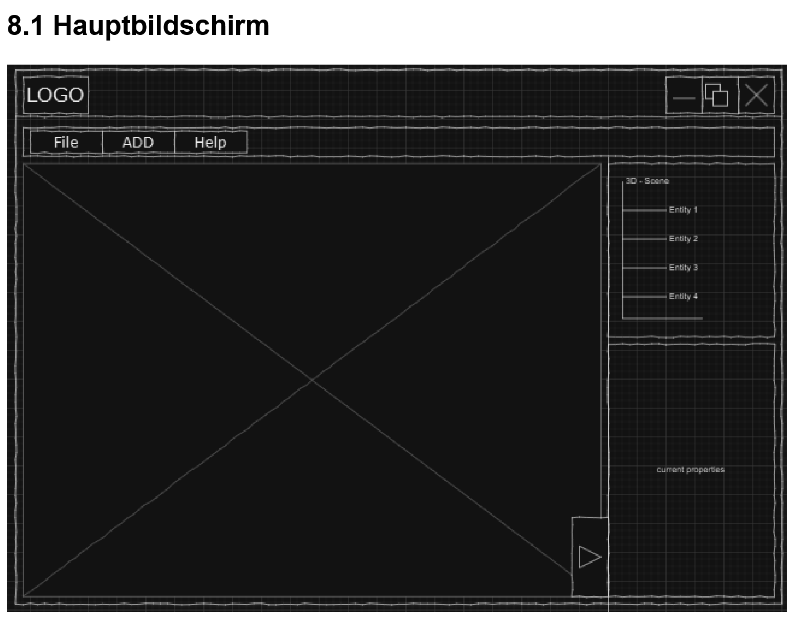 8.1 Hauptbildschirm
LOGO
File ADD Help
3D - Scene
Entity 1
Entity 2
Entity 3
Entity 4
current properties